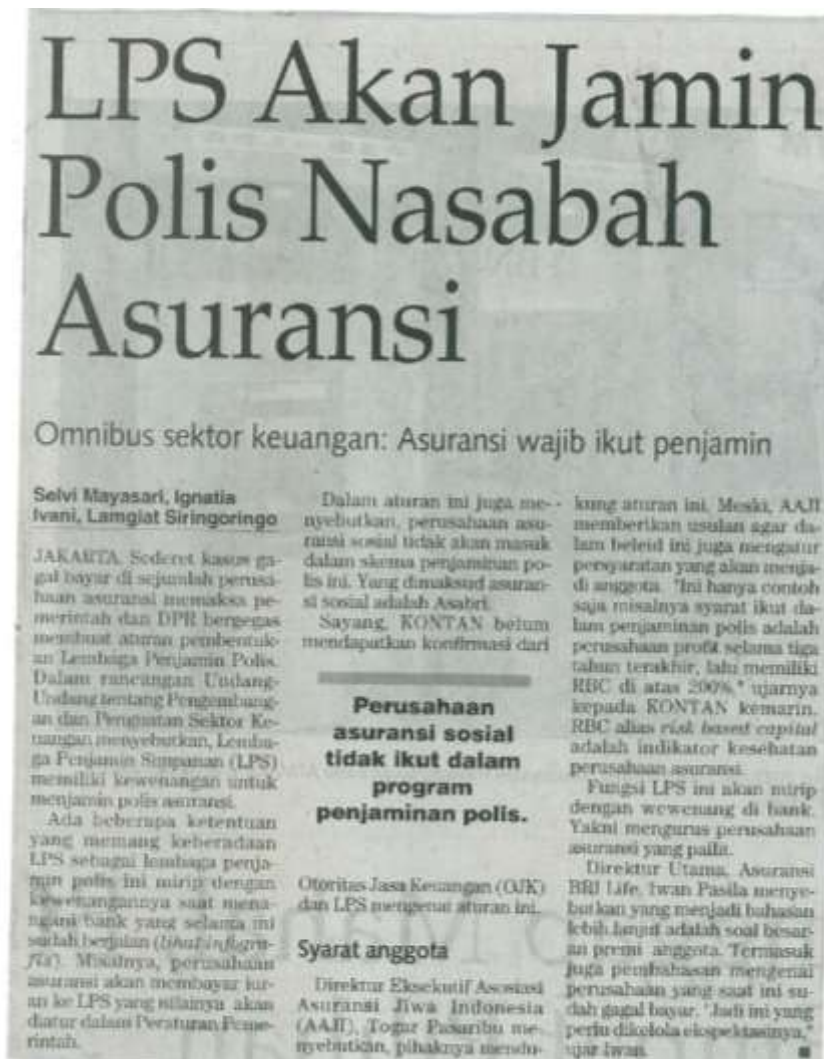 LPS Akan Jamin
Polis Nasabah
Asuransi
Omnibus sektor keuangan: Asuransi wajib ikut penjamin
Selvi Mayasari, Ignatia
Ivani, Lamgiat Siringoringo
JAKARTA. Sederet kasus ga-
gal bayar di sejumlah perusa-
haan asuransi memaksa pe-
merintah dan DPR bergegas
membuat aturan pembentuk-
an Lembaga Penjamin Polis.
Dalam rancangan Undang-
Undang tentang Pengembang-
an dan Penguatan Sektor Ke-
uangan menyebutkan, Lemba-
ga Penjamin Simpanan (LPS)
memiliki kewenangan untuk
menjamin polis asuransi.
Ada beberapa ketentuan
yang memang keberadaan
LPS sebagai lembaga penja-
min polis ini mirip dengan
kewenangannya saat mena-
ngani bank yang selama ini
sudah berjalan (lihat infogra-
fis). Misalnya, perusahaan
asuransi akan membayar iur-
an ke LPS yang nilainya akan
diatur dalam Peraturan Peme-
rintah.
Dalam aturan ini juga me-
nyebutkan, perusahaan asu-
ransi sosial tidak akan masuk
dalam skema penjaminan po-
lis ini. Yang dimaksud asuran-
si sosial adalah Asabri.
Sayang, KONTAN belum
mendapatkan konfirmasi dari
Perusahaan
asuransi sosial
tidak ikut dalam
program
penjaminan polis.
Otoritas Jasa Keuangan (OJK)
dan LPS mengenai aturan ini.
Syarat anggota
Direktur Eksekutif Asosiasi
Asuransi Jiwa Indonesia
(AAJI), Togar Pasaribu me-
nyebutkan, pihaknya mendu-
kung aturan ini. Meski, AAJI
memberikan usulan agar da-
lam beleid ini juga mengatur
persyaratan yang akan menja-
di anggota. "Ini hanya contoh
saja misalnya syarat ikut da-
lam penjaminan polis adalah
perusahaan profit selama tiga
tahun terakhir, lalu memiliki
RBC di atas 200%," ujarnya
kepada KONTAN kemarin.
RBC alias risk based capital
adalah indikator kesehatan
perusahaan asuransi.
Fungsi LPS ini akan mirip
dengan wewenang di bank.
Yakni mengurus perusahaan
asuransi yang pailit.
Direktur Utama, Asuransi
BRI Life, Iwan Pasila menye-
butkan yang menjadi bahasan
lebih lanjut adalah soal besar-
an premi anggota. Termasuk
juga pembahasan mengenai
perusahaan yang saat ini su-
dah gagal bayar. "Jadi ini yang
perlu dikelola ekspektasinya,"
ujar Iwan.